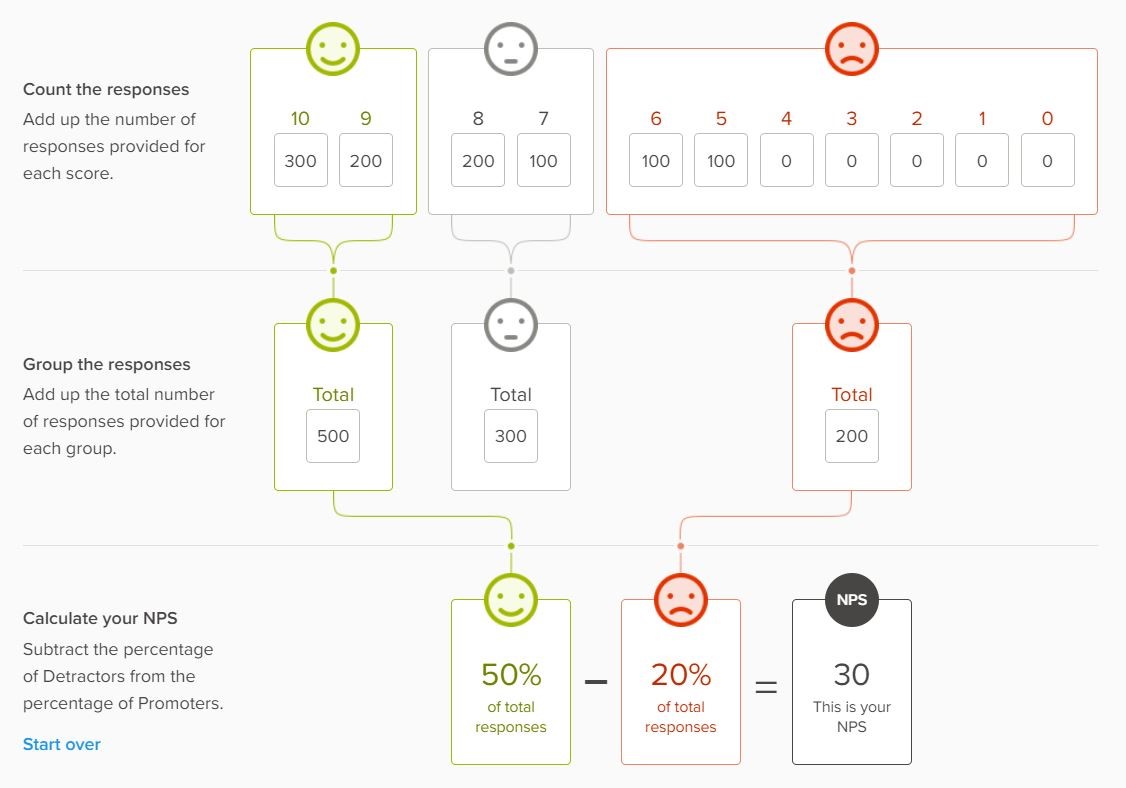 Count the responses
Add up the number of
responses provided for
each score.
10 9 8 7 6 5 4 3 2 1 0
300 200 200 100 100 100 0 0 0 0 0
Group the responses
Add up the total number
of responses provided for
each group.
Total Total Total
500 300 200
Calculate your NPS
Subtract the percentage
of Detractors from the
percentage of Promoters.
Start over
50%
of total
responses
–
20%
of total
responses
=
NPS
30
This is your
NPS